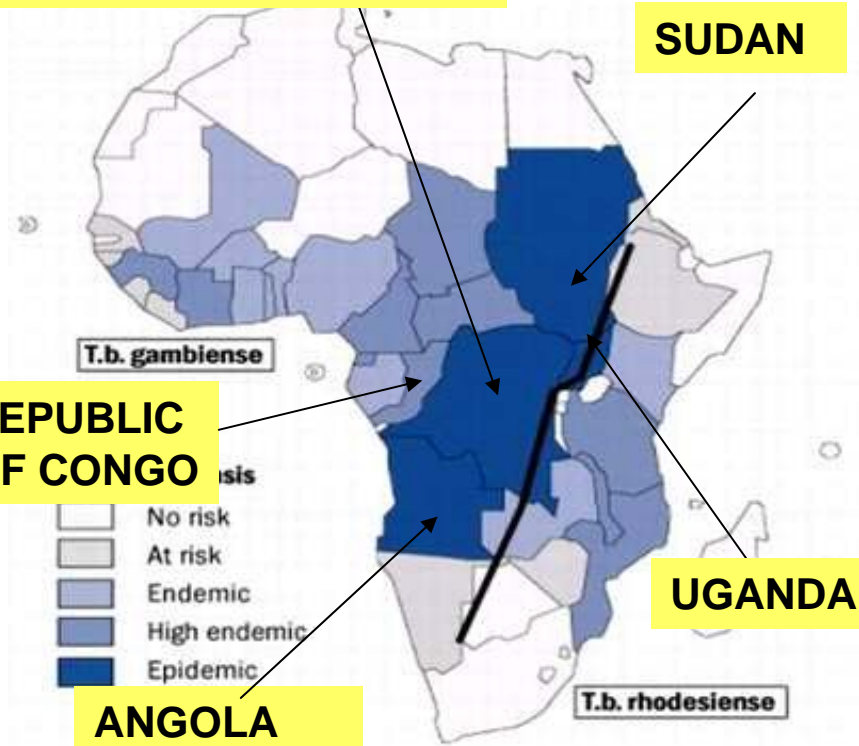 SUDAN
T.b. gambiense
EPUBLIC
F CONGO
sis
No risk
At risk
Endemic
High endemic
Epidemic
UGANDA
T.b. rhodesiense
ANGOLA